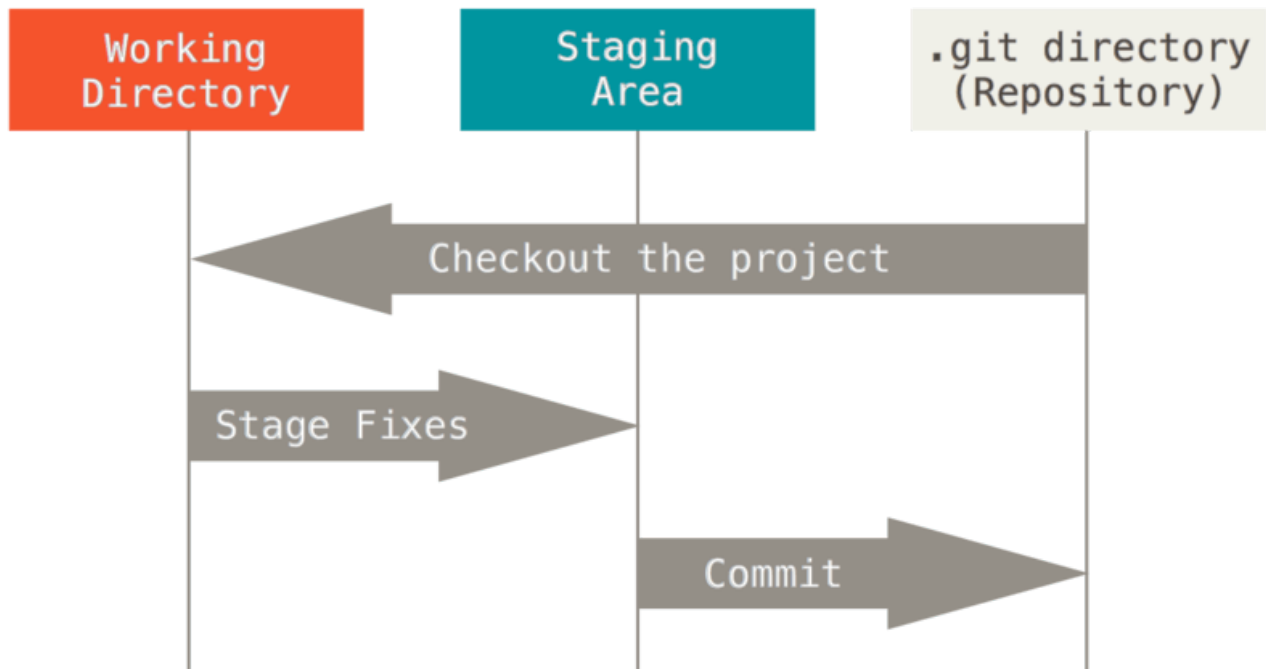 Working
Directory
Staging
Area
.git directory
(Repository)
Checkout the project
Stage Fixes
Commit